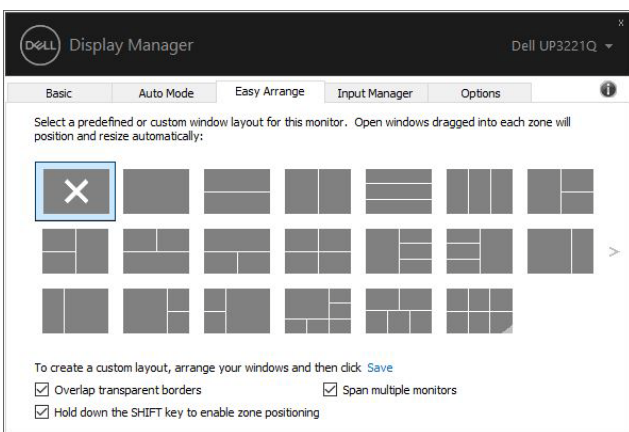 DELL Display Manager
Dell UP3221Q
Basic Auto Mode Easy Arrange Input Manager Options
Select a predefined or custom window layout for this monitor. Open windows dragged into each zone will
position and resize automatically:
To create a custom layout, arrange your windows and then click Save
Overlap transparent borders
Span multiple monitors
Hold down the SHIFT key to enable zone positioning